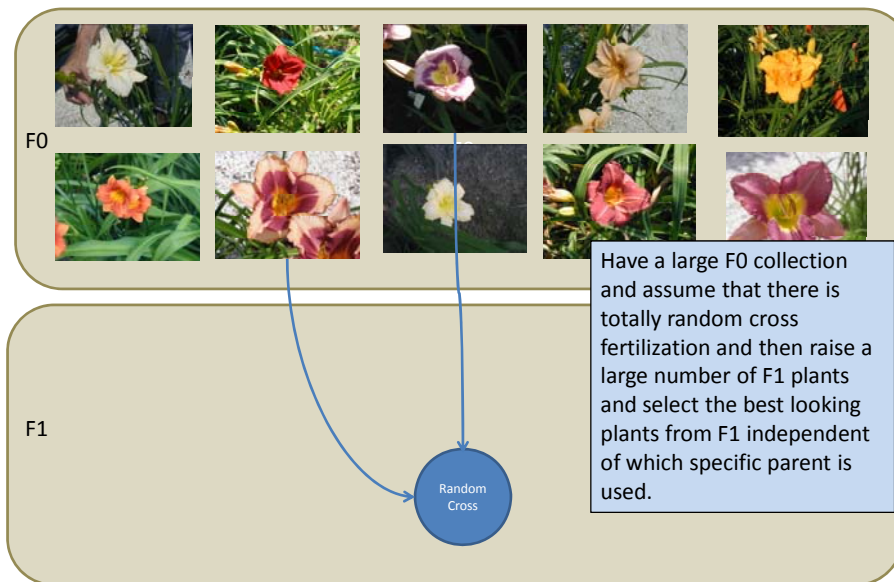 F0
Have a large F0 collection
and assume that there is
totally random cross
fertilization and then raise a
large number of F1 plants
and select the best looking
plants from F1 independent
of which specific parent is
used.
F1
Random
Cross